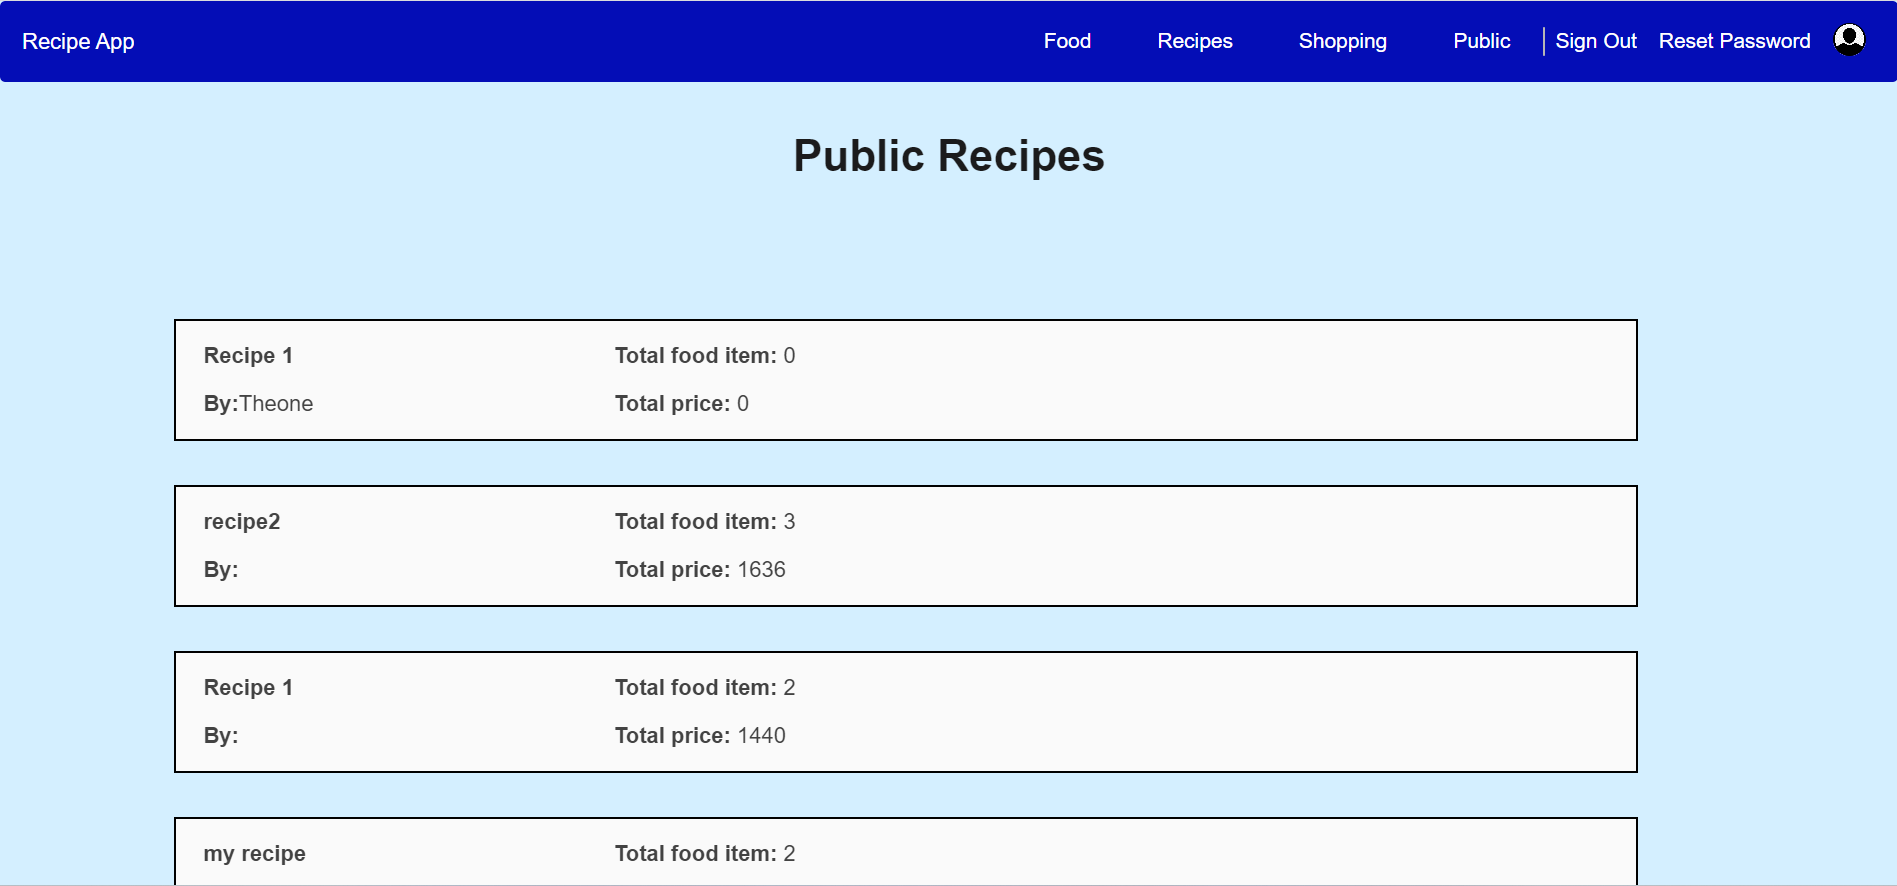 Recipe App Food Recipes Shopping Public Sign Out Reset Password
Public Recipes
Recipe 1 Total food item: 0
By:Theone Total price: 0
recipe2 Total food item: 3
By: Total price: 1636
Recipe 1 Total food item: 2
By: Total price: 1440
my recipe Total food item: 2